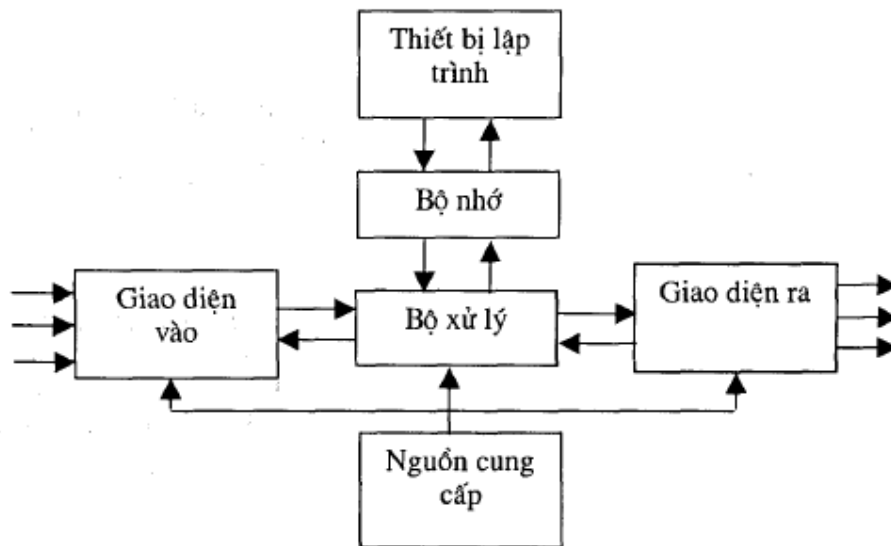 Thiết bị lập
trình
Bộ nhớ
Giao diện
vào
Bộ xử lý
Giao diện ra
Nguồn cung
cấp